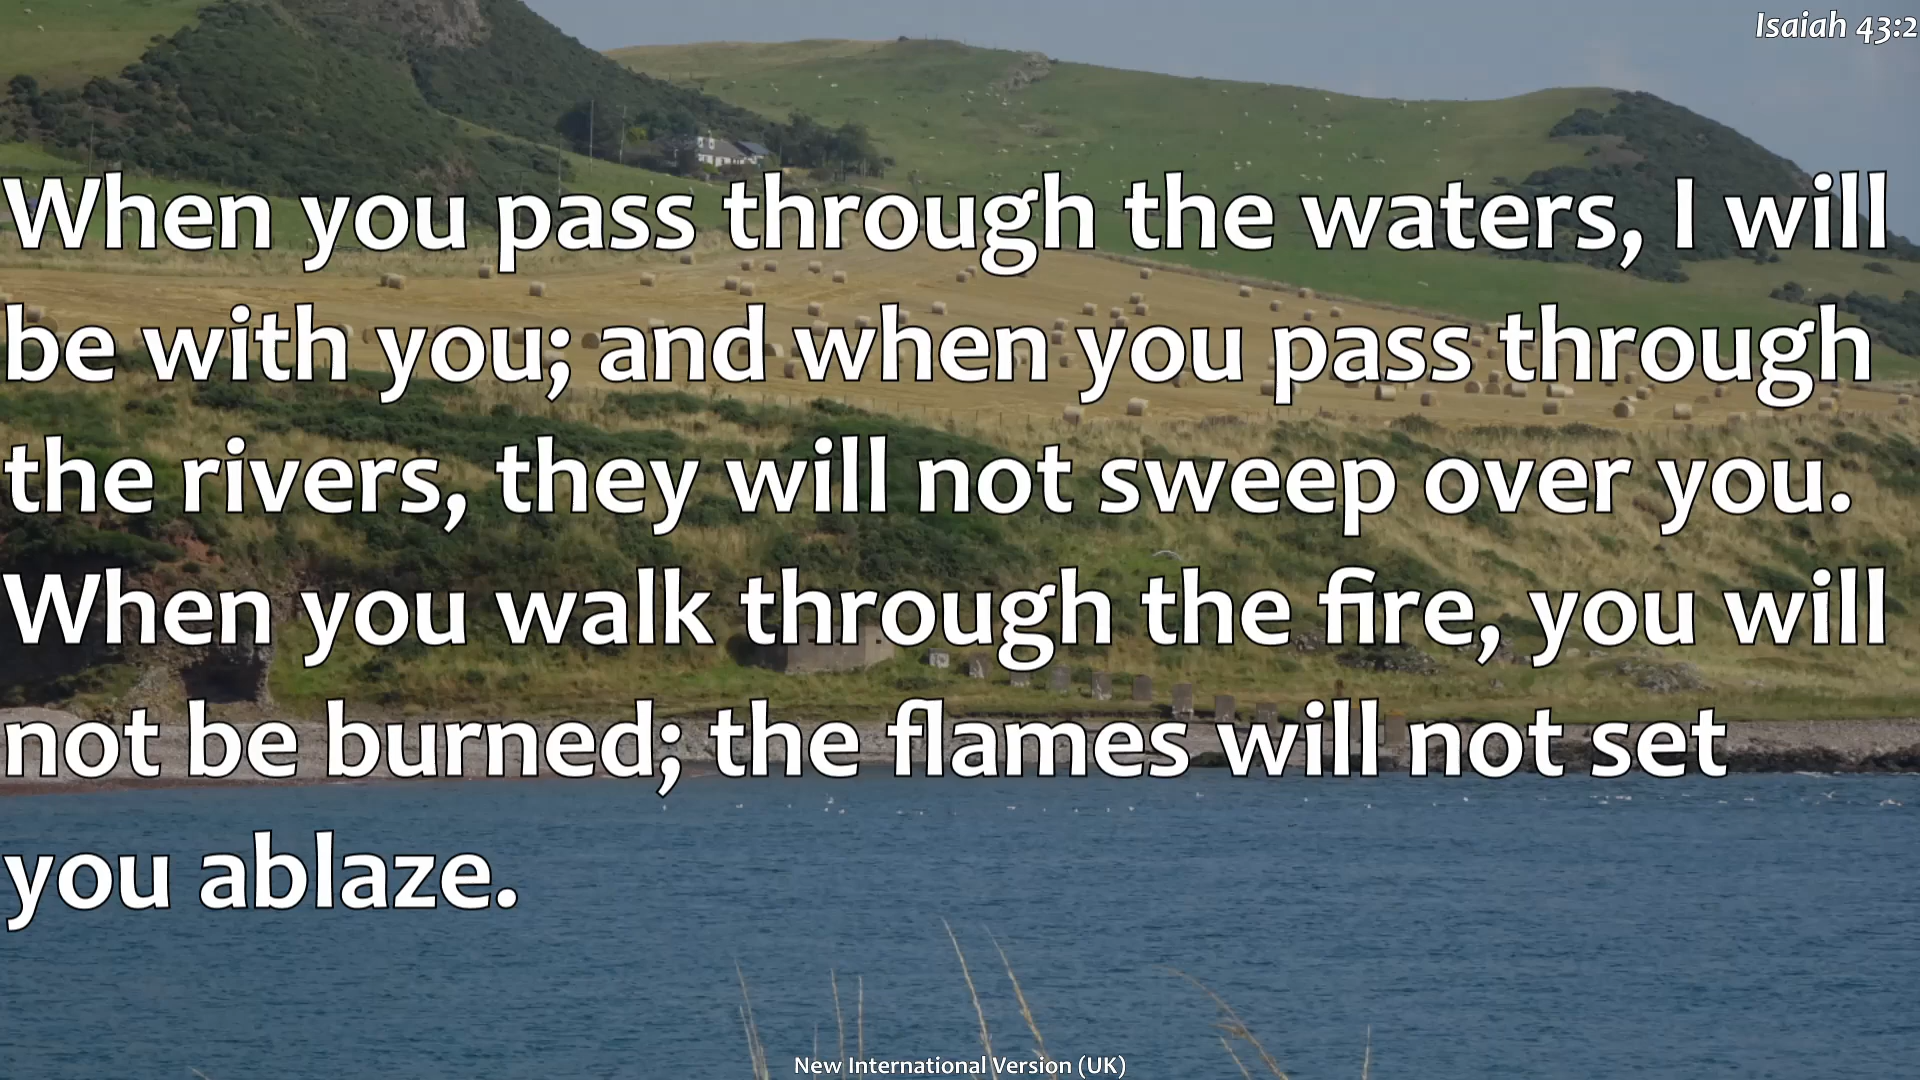 Isaiah 43:2
When you pass through the waters, I will
be with you; and when you pass through
the rivers, they will not sweep over you.
When you walk through the fire, you will
not be burned; the flames will not set
you ablaze.
New International Version (UK)